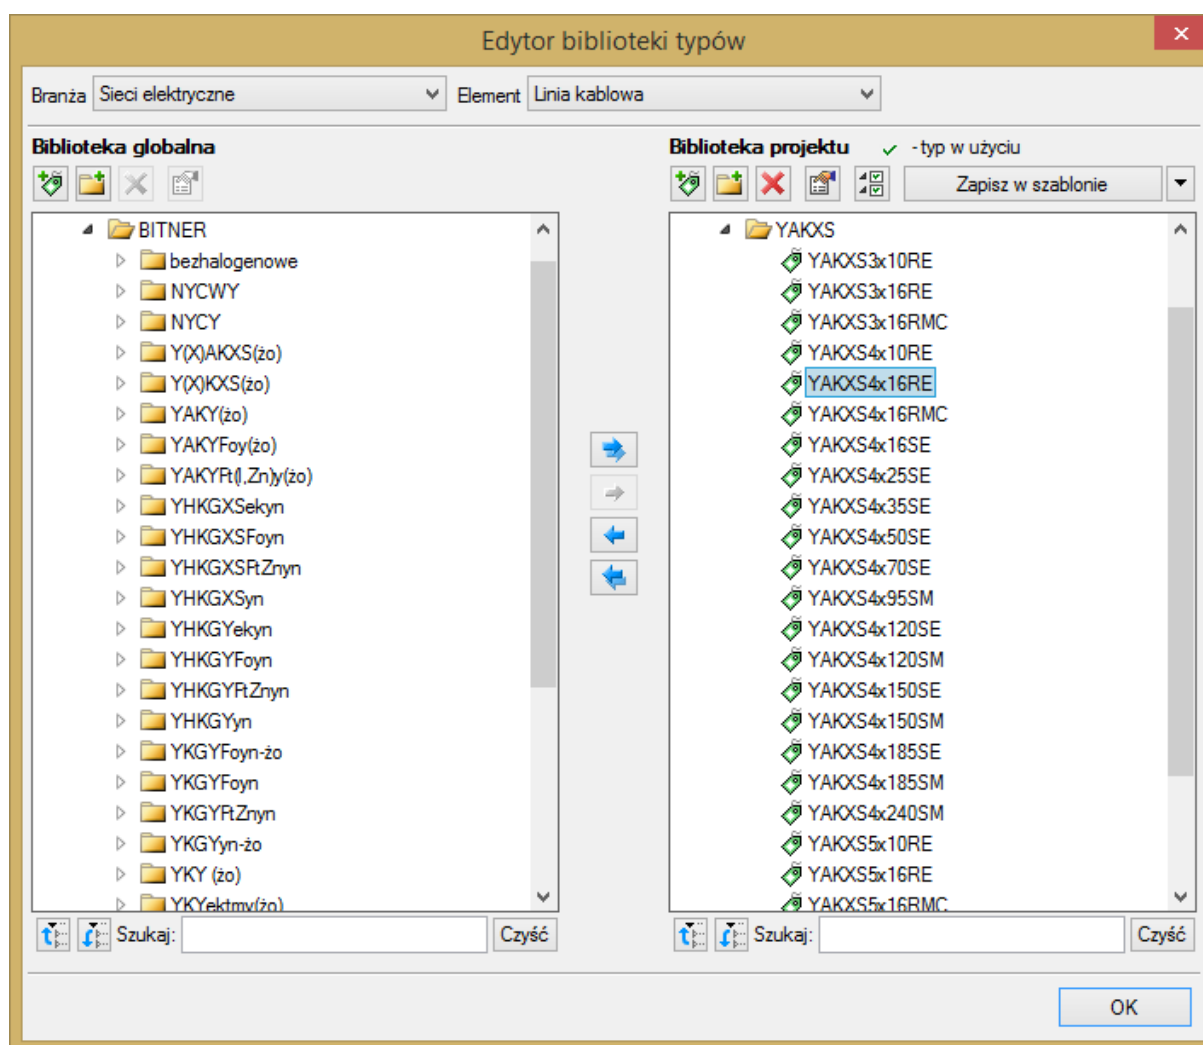 Edytor biblioteki typów
Branża Sieci elektryczne Element Linia kablowa
Biblioteka globalna
BITNER
bezhalogenowe
NYCWY
NYCY
Y(X)AKXS(żo)
Y(X)KXS(żo)
YAKY(żo)
YAKYFoy(żo)
YAKYFt(l,Zn)y(żo)
YHKGXSekyn
YHKGXSFoyn
YHKGXSFtZnyn
YHKGXSyn
YHKGYekyn
YHKGYFoyn
YHKGYFtZnyn
YHKGYyn
YKGYFoyn-żo
YKGYFoyn
YKGYFtZnyn
YKGYyn-żo
YKY (żo)
YKYektmy(żo)
Szukaj: Czyść
Biblioteka projektu - typ w użyciu
Zapisz w szablonie
YAKXS
YAKXS3x10RE
YAKXS3x16RE
YAKXS3x16RMC
YAKXS4x10RE
YAKXS4x16RE
YAKXS4x16RMC
YAKXS4x16SE
YAKXS4x25SE
YAKXS4x35SE
YAKXS4x50SE
YAKXS4x70SE
YAKXS4x95SM
YAKXS4x120SE
YAKXS4x120SM
YAKXS4x150SE
YAKXS4x150SM
YAKXS4x185SE
YAKXS4x185SM
YAKXS4x240SM
YAKXS5x10RE
YAKXS5x16RE
YAKXS5x16RMC
Szukaj: Czyść
OK